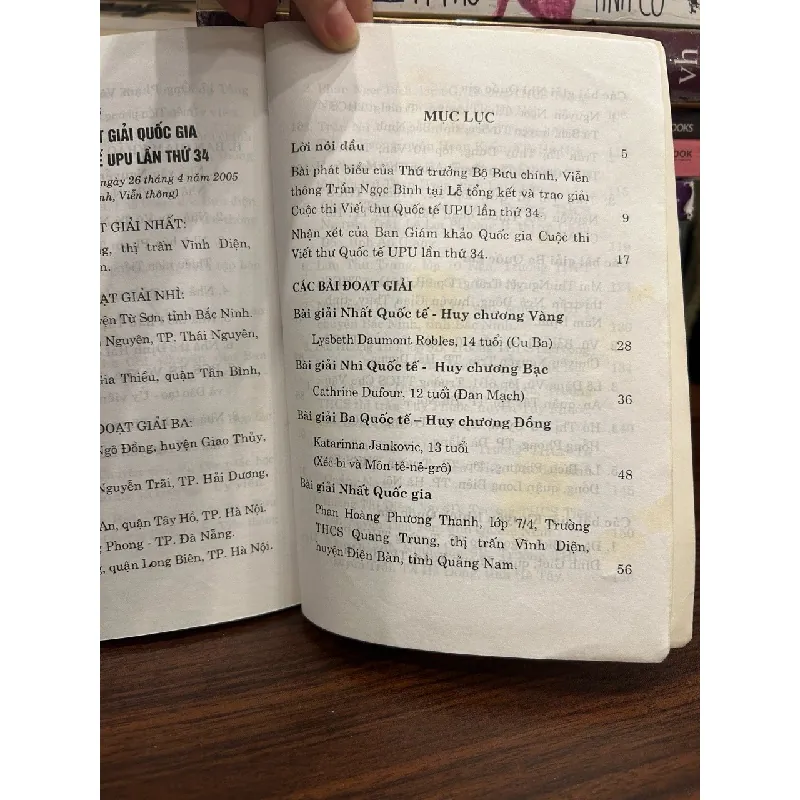 T GIẢI QUỐC GIA
Ế UPU LẦN THỨ 34
ngày 26 tháng 4 năm 2005
nh, Viễn thông)
ẠT GIẢI NHẤT:
thị trấn Vĩnh Diện,
ẠT GIẢI NHÌ:
yện Từ Sơn, tỉnh Bắc Ninh.
Nguyên, TP. Thái Nguyên,
ia Thiều, quận Tân Bình,
ĐOẠT GIẢI BA:
Ngô Đồng, huyện Giao Thủy,
Nguyễn Trãi, TP. Hải Dương,
An, quận Tây Hồ, TP. Hà Nội.
Phong - TP. Đà Nẵng.
quận Long Biên, TP. Hà Nội.
MỤC LỤC
Lời nói đầu 5
Bài phát biểu của Thứ trưởng Bộ Bưu chính, Viễn
thông Trần Ngọc Bình tại Lễ tổng kết và trao giải
Cuộc thi Viết thư Quốc tế UPU lần thứ 34. 9
Nhận xét của Ban Giám khảo Quốc gia Cuộc thi
Viết thư Quốc tế UPU lần thứ 34. 17
CÁC BÀI ĐOẠT GIẢI
Bài giải Nhất Quốc tế - Huy chương Vàng
Lysbeth Daumont Robles, 14 tuổi (Cu Ba) 28
Bài giải Nhì Quốc tế - Huy chương Bạc
Cathrine Dufour, 12 tuổi (Đan Mạch) 36
Bài giải Ba Quốc tế – Huy chương Đồng
Katarinna Jankovic, 13 tuổi
(Xéc-bi và Môn-tê-nê-grô) 48
Bài giải Nhất Quốc gia
Phan Hoàng Phương Thanh, lớp 7/4, Trường
THCS Quang Trung, thị trấn Vĩnh Diện,
huyện Điện Bàn, tỉnh Quảng Nam. 56
vh
OOKS
OOK